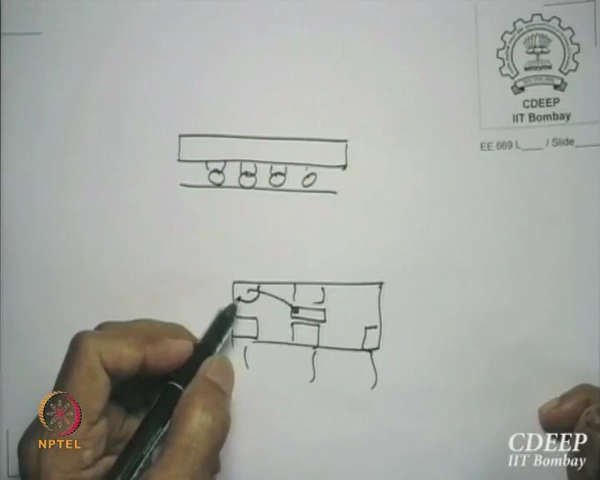 CDEEP
IIT Bombay
EE 669 L____ / Slide____
NPTEL
CDEEP
IIT Bombay